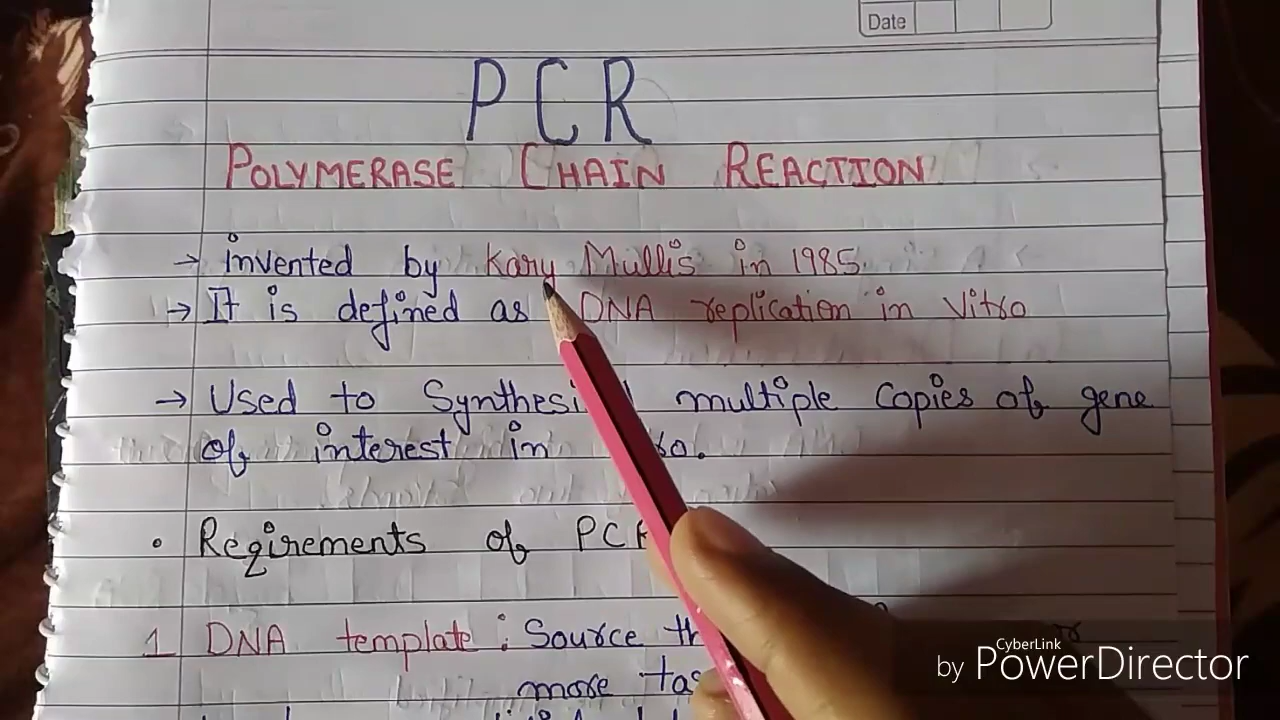 Date
PCR
POLYMERASE CHAIN REACTION
→ invented by Kary Mullis in 1985.
→ It is defined as DNA replication in Vitro
→ Used to multiple Copies of gene
of interest in
• Reqirements of
1 DNA template : Source
more
CyberLink
by PowerDirector